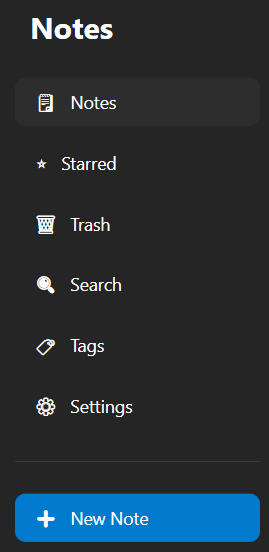 Notes
Notes
Starred
Trash
Search
Tags
Settings
New Note